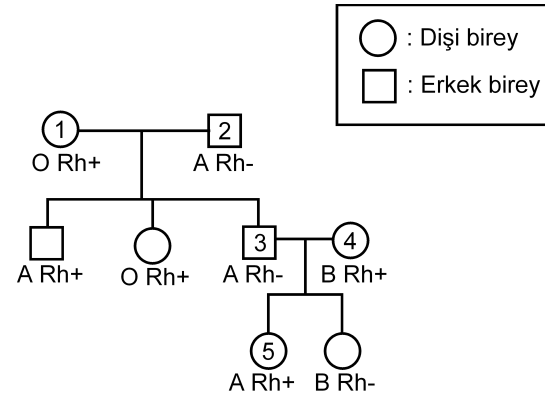 : Dişi birey
: Erkek birey
1
2
O Rh+
A Rh-
3
4
A Rh+
O Rh+
A Rh-
B Rh+
5
A Rh+
B Rh-